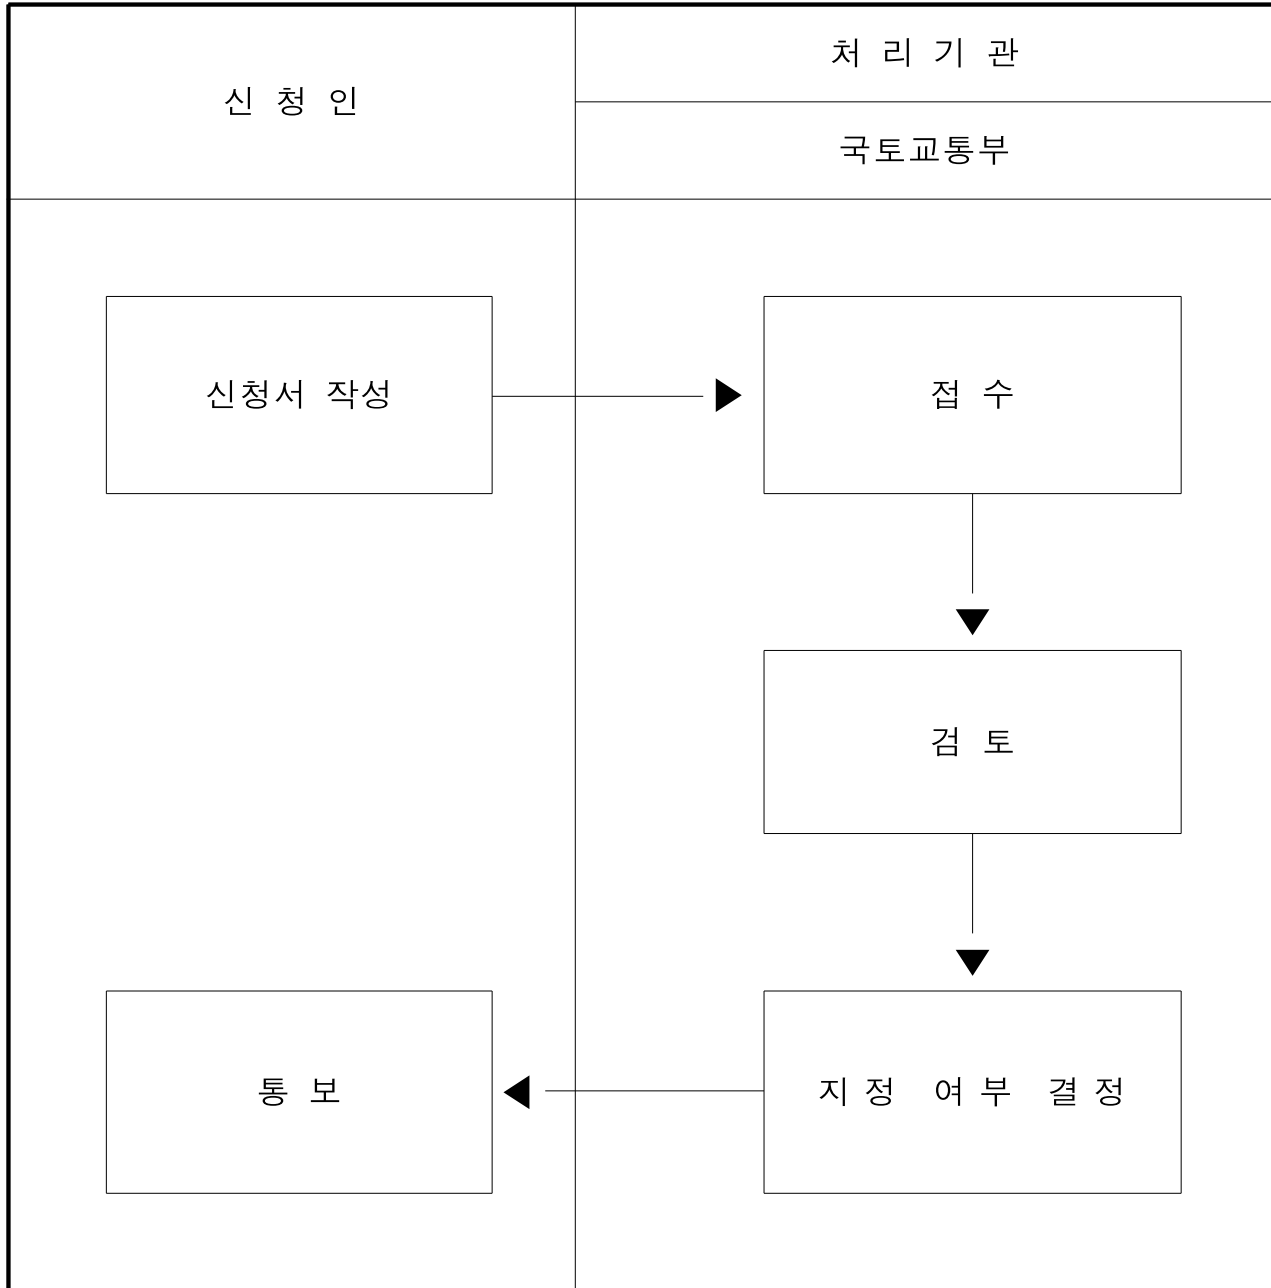 신 청 인
처 리 기 관
국토교통부
신청서 작성
접 수
검 토
통 보
지 정 여 부 결 정